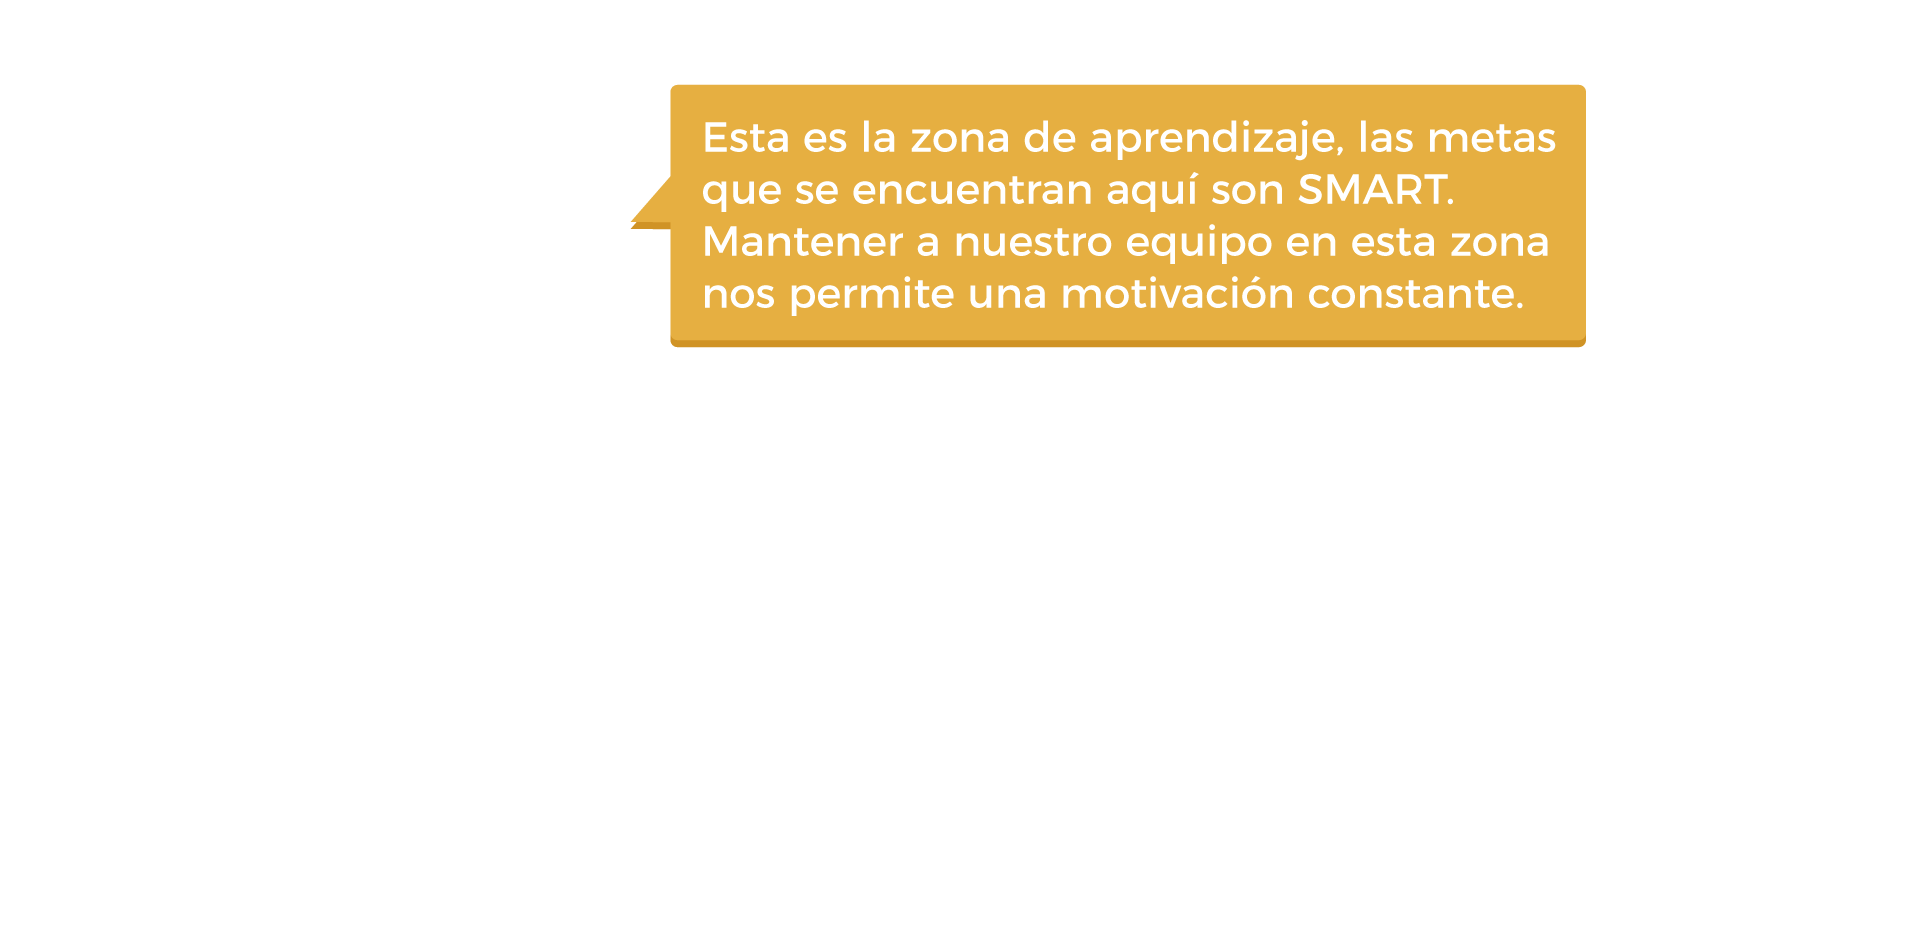 Esta es la zona de aprendizaje, las metas
que se encuentran aquí son SMART.
Mantener a nuestro equipo en esta zona
nos permite una motivación constante.